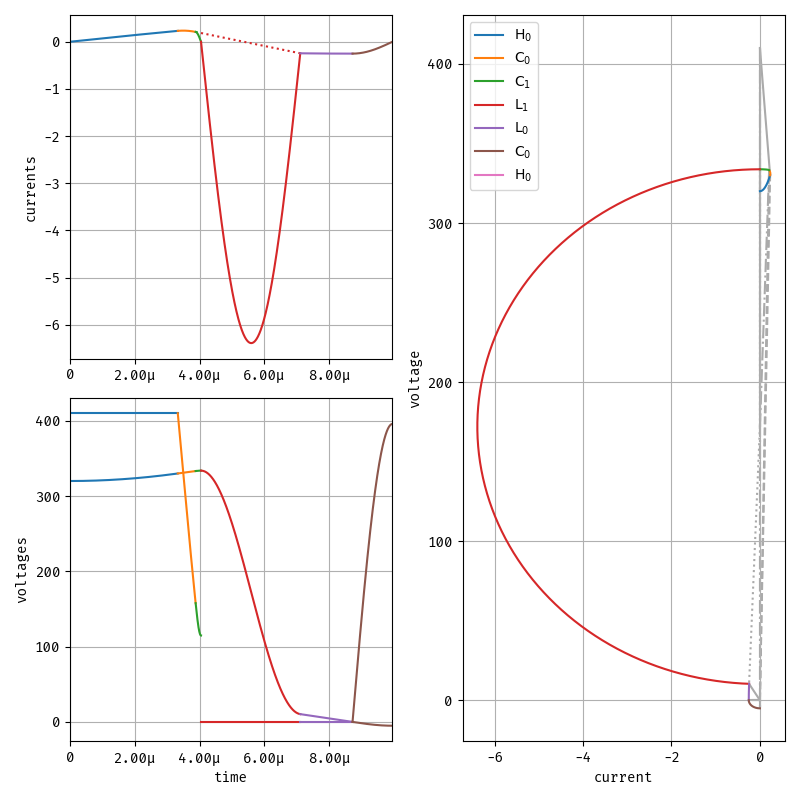 0
-1
-2
-3
-4
-5
-6
currents
0
2.00µ
4.00µ
6.00µ
8.00µ
400
300
200
100
0
voltages
0
2.00µ
4.00µ
6.00µ
8.00µ
time
H₀
C₀
C₁
L₁
L₀
C₀
H₀
400
300
200
100
0
voltage
-6
-4
-2
0
current